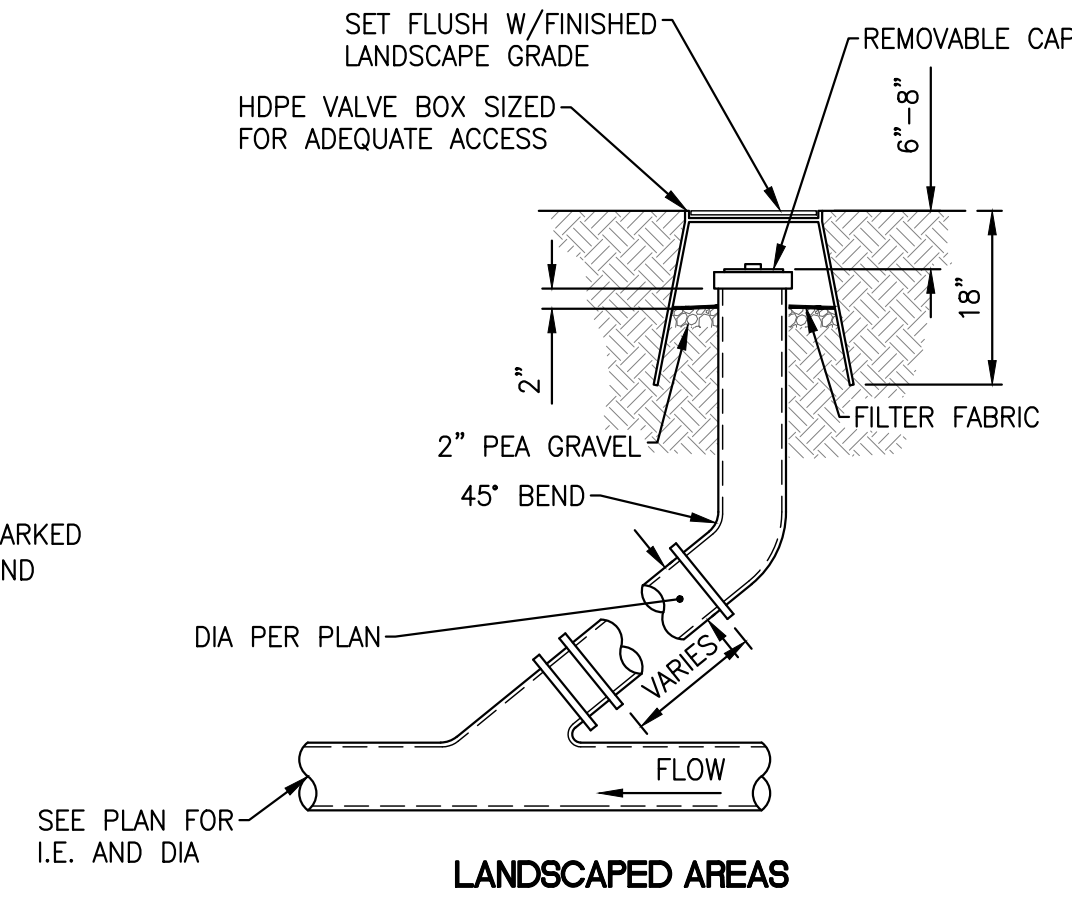 SET FLUSH W/FINISHED
LANDSCAPE GRADE
REMOVABLE CAP
HDPE VALVE BOX SIZED
FOR ADEQUATE ACCESS
6"-8"
18"
2"
FILTER FABRIC
2" PEA GRAVEL
45° BEND
ARKED
ND
DIA PER PLAN
VARIES
FLOW
SEE PLAN FOR
I.E. AND DIA
LANDSCAPED AREAS